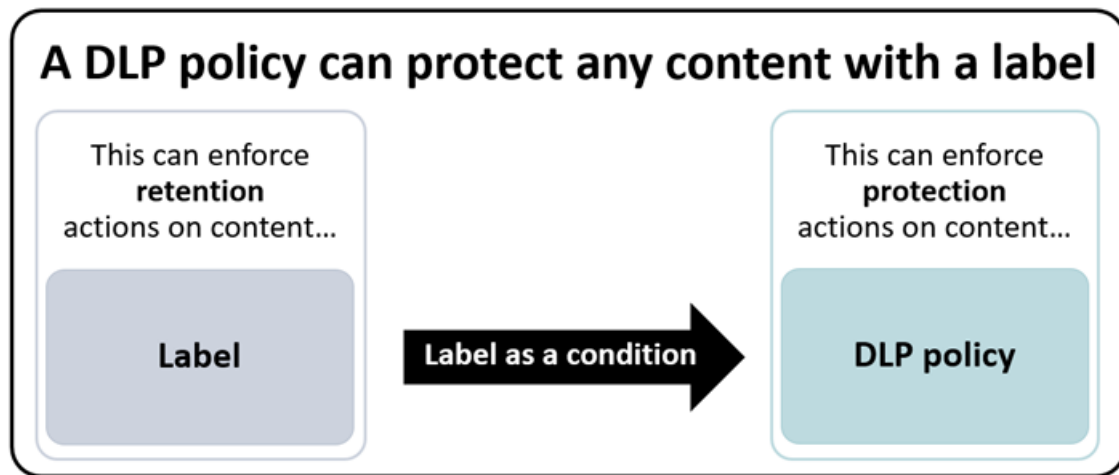 A DLP policy can protect any content with a label
This can enforce
retention
actions on content...
Label
Label as a condition
This can enforce
protection
actions on content...
DLP policy